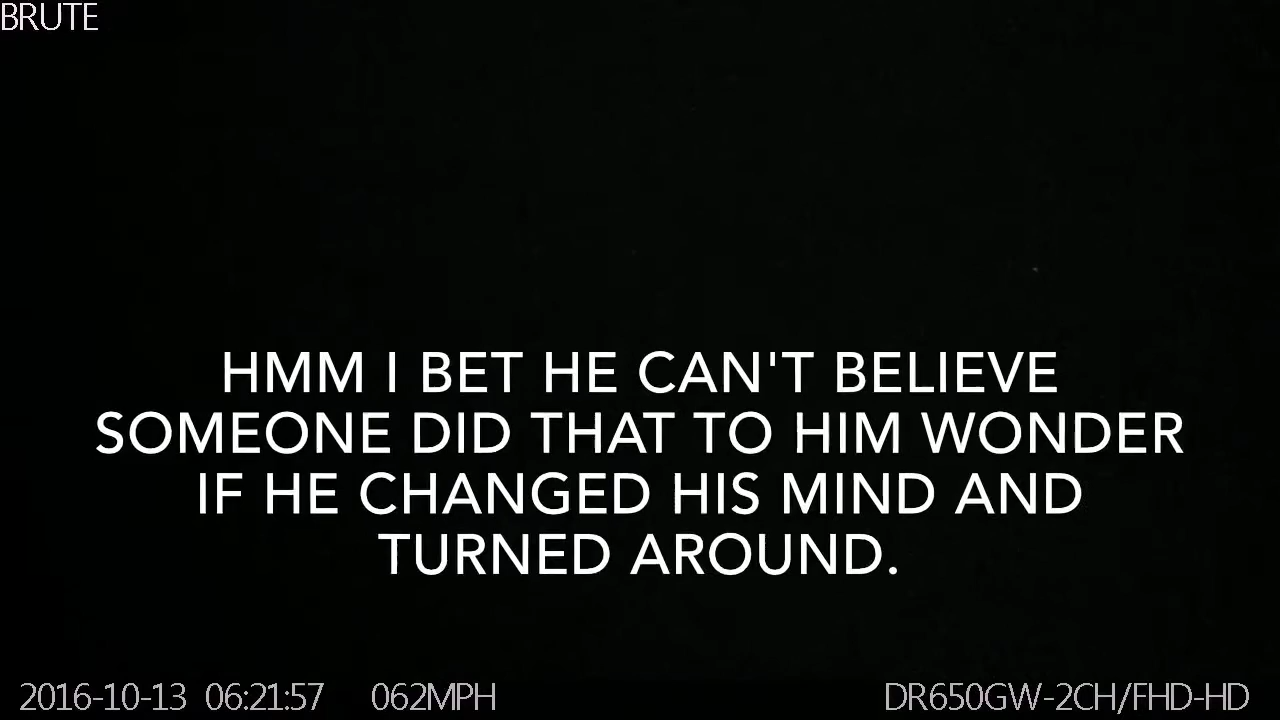 BRUTE
HMM I BET HE CAN'T BELIEVE
SOMEONE DID THAT TO HIM WONDER
IF HE CHANGED HIS MIND AND
TURNED AROUND.
2016-10-13 06:21:57 062MPH DR650GW-2CH/FHD-HD